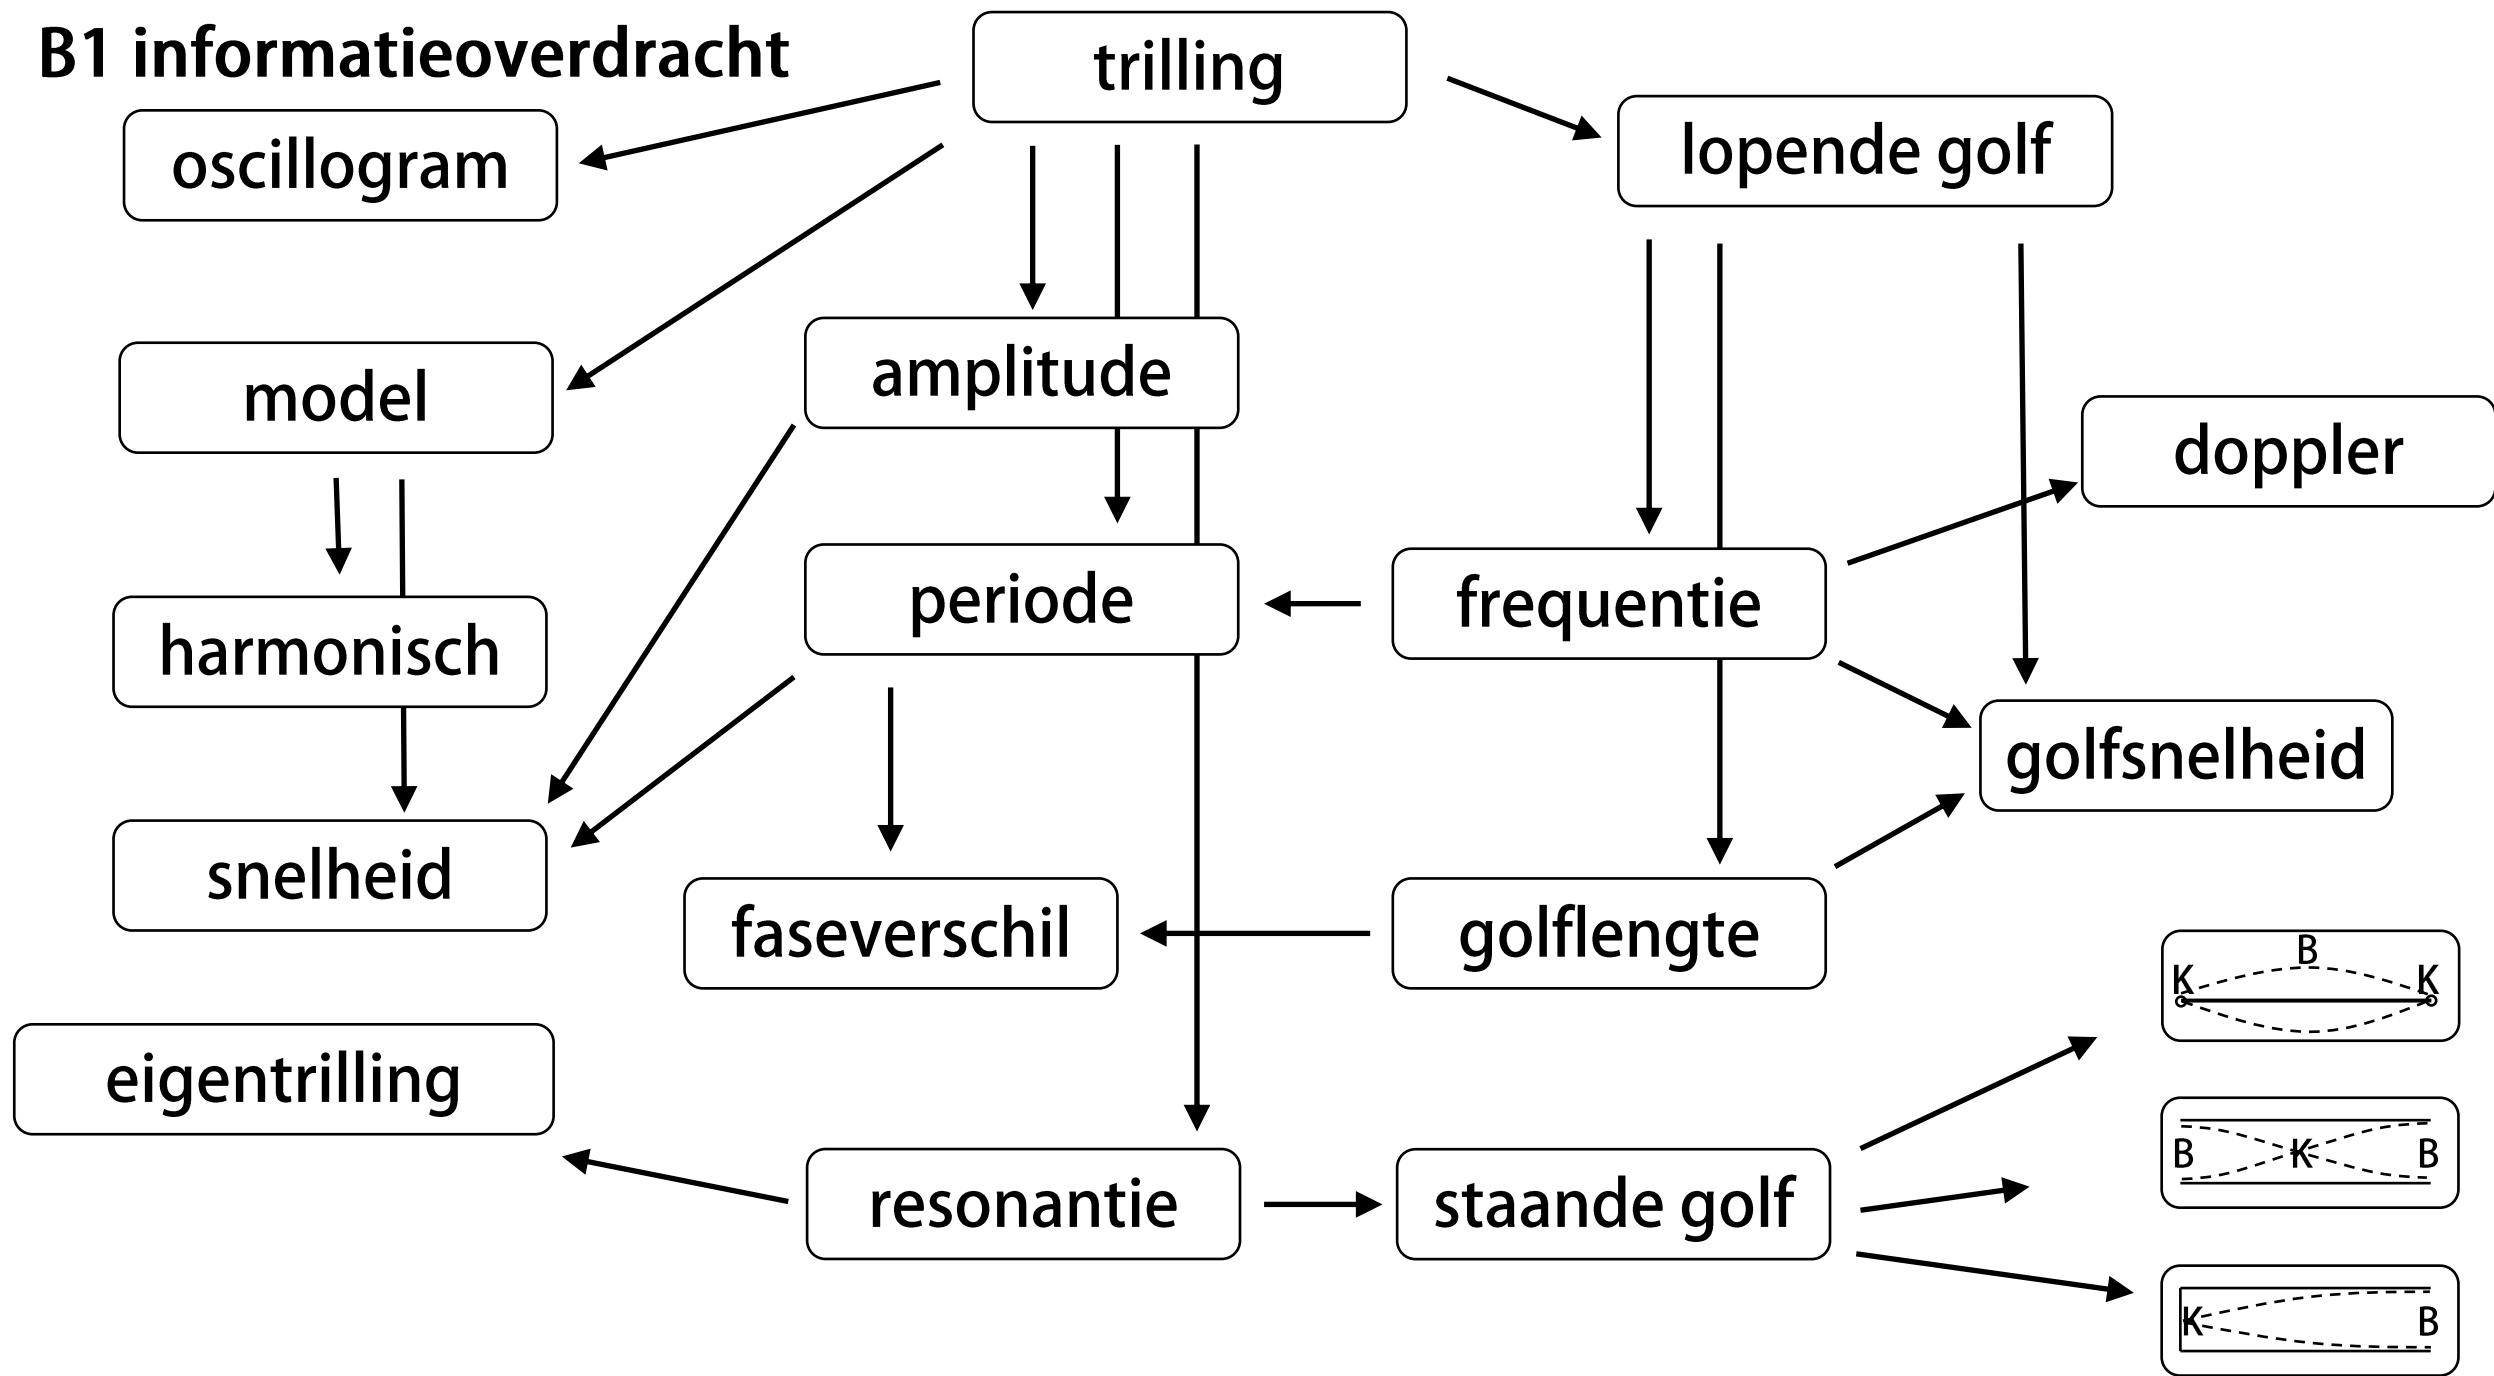 B1 informatieoverdracht
trilling
lopende golf
oscillogram
amplitude
model
doppler
periode
frequentie
harmonisch
golfsnelheid
snelheid
faseverschil
golflengte
B
K K
eigentrilling
B K B
resonantie
staande golf
K B